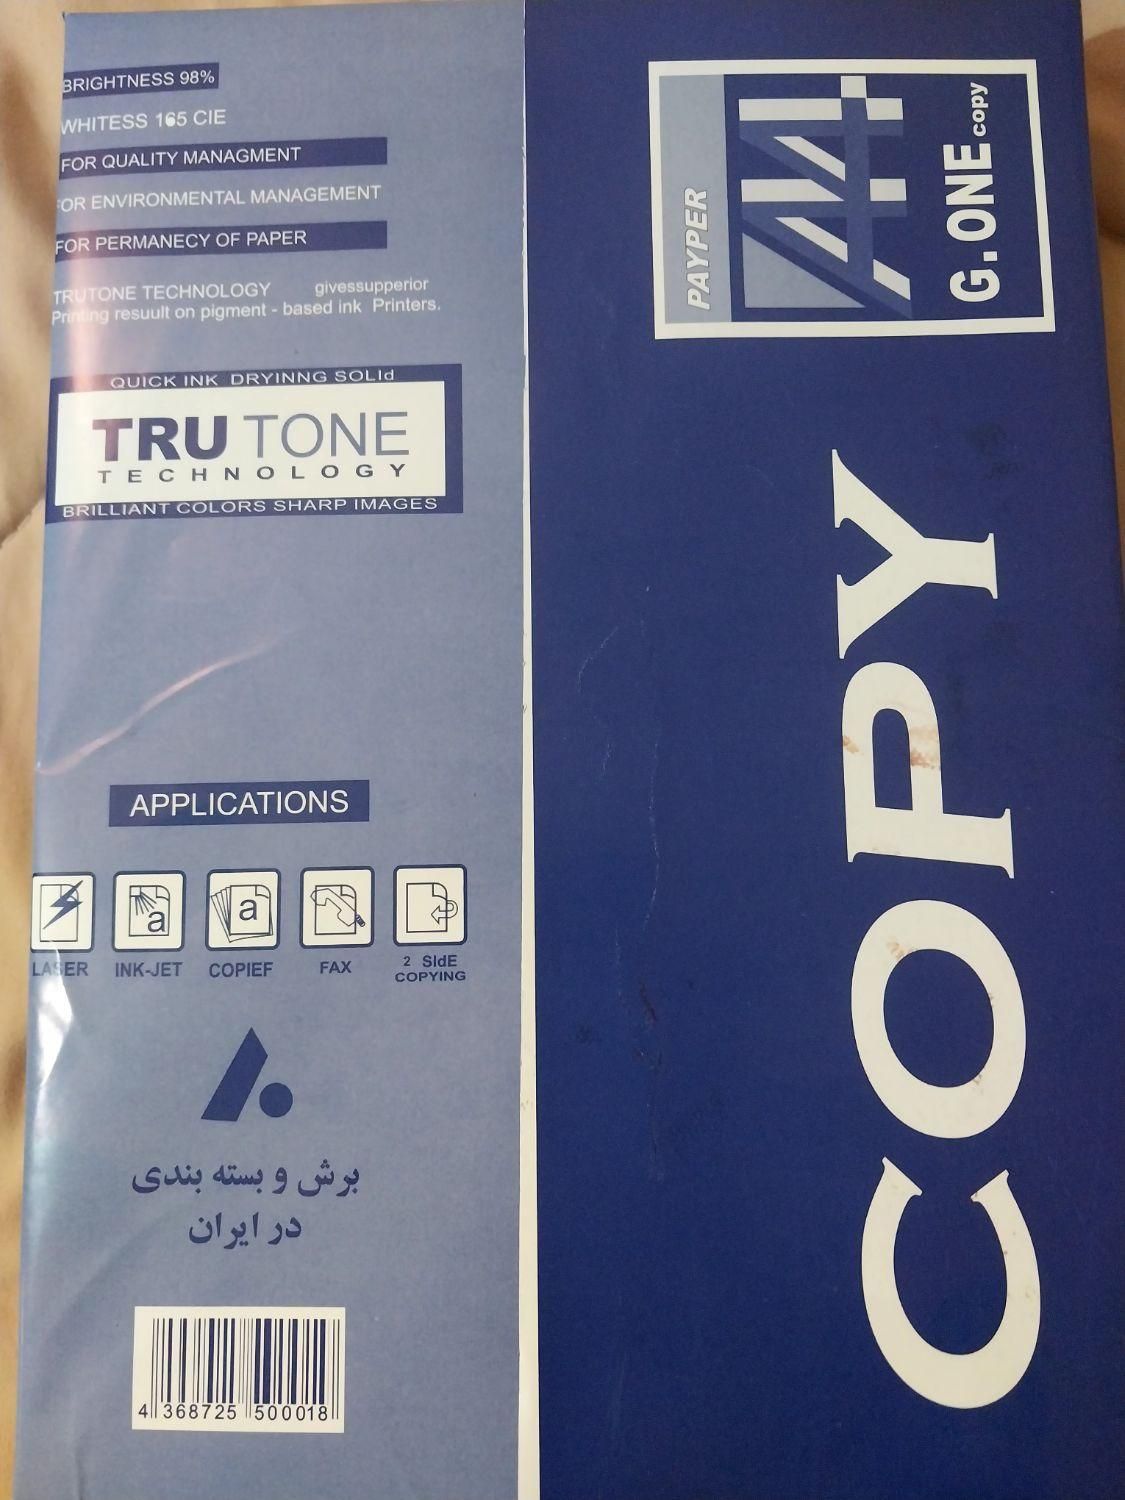 BRIGHTNESS 98%
WHITESS 165 CIE
FOR QUALITY MANAGMENT
FOR ENVIRONMENTAL MANAGEMENT
FOR PERMANECY OF PAPER
TRUTONE TECHNOLOGY givessupperior
Printing resuult on pigment - based ink Printers.
QUICK INK DRYINNG SOLId
TRU TONE
TECHNOLOGY
BRILLIANT COLORS SHARP IMAGES
APPLICATIONS
a
a
LASER INK-JET COPIEF FAX 2 SIdE
COPYING
برش و بسته بندی
در ایران
4 368725 500018
PAYPER
A4
G.ONE copy
COPY